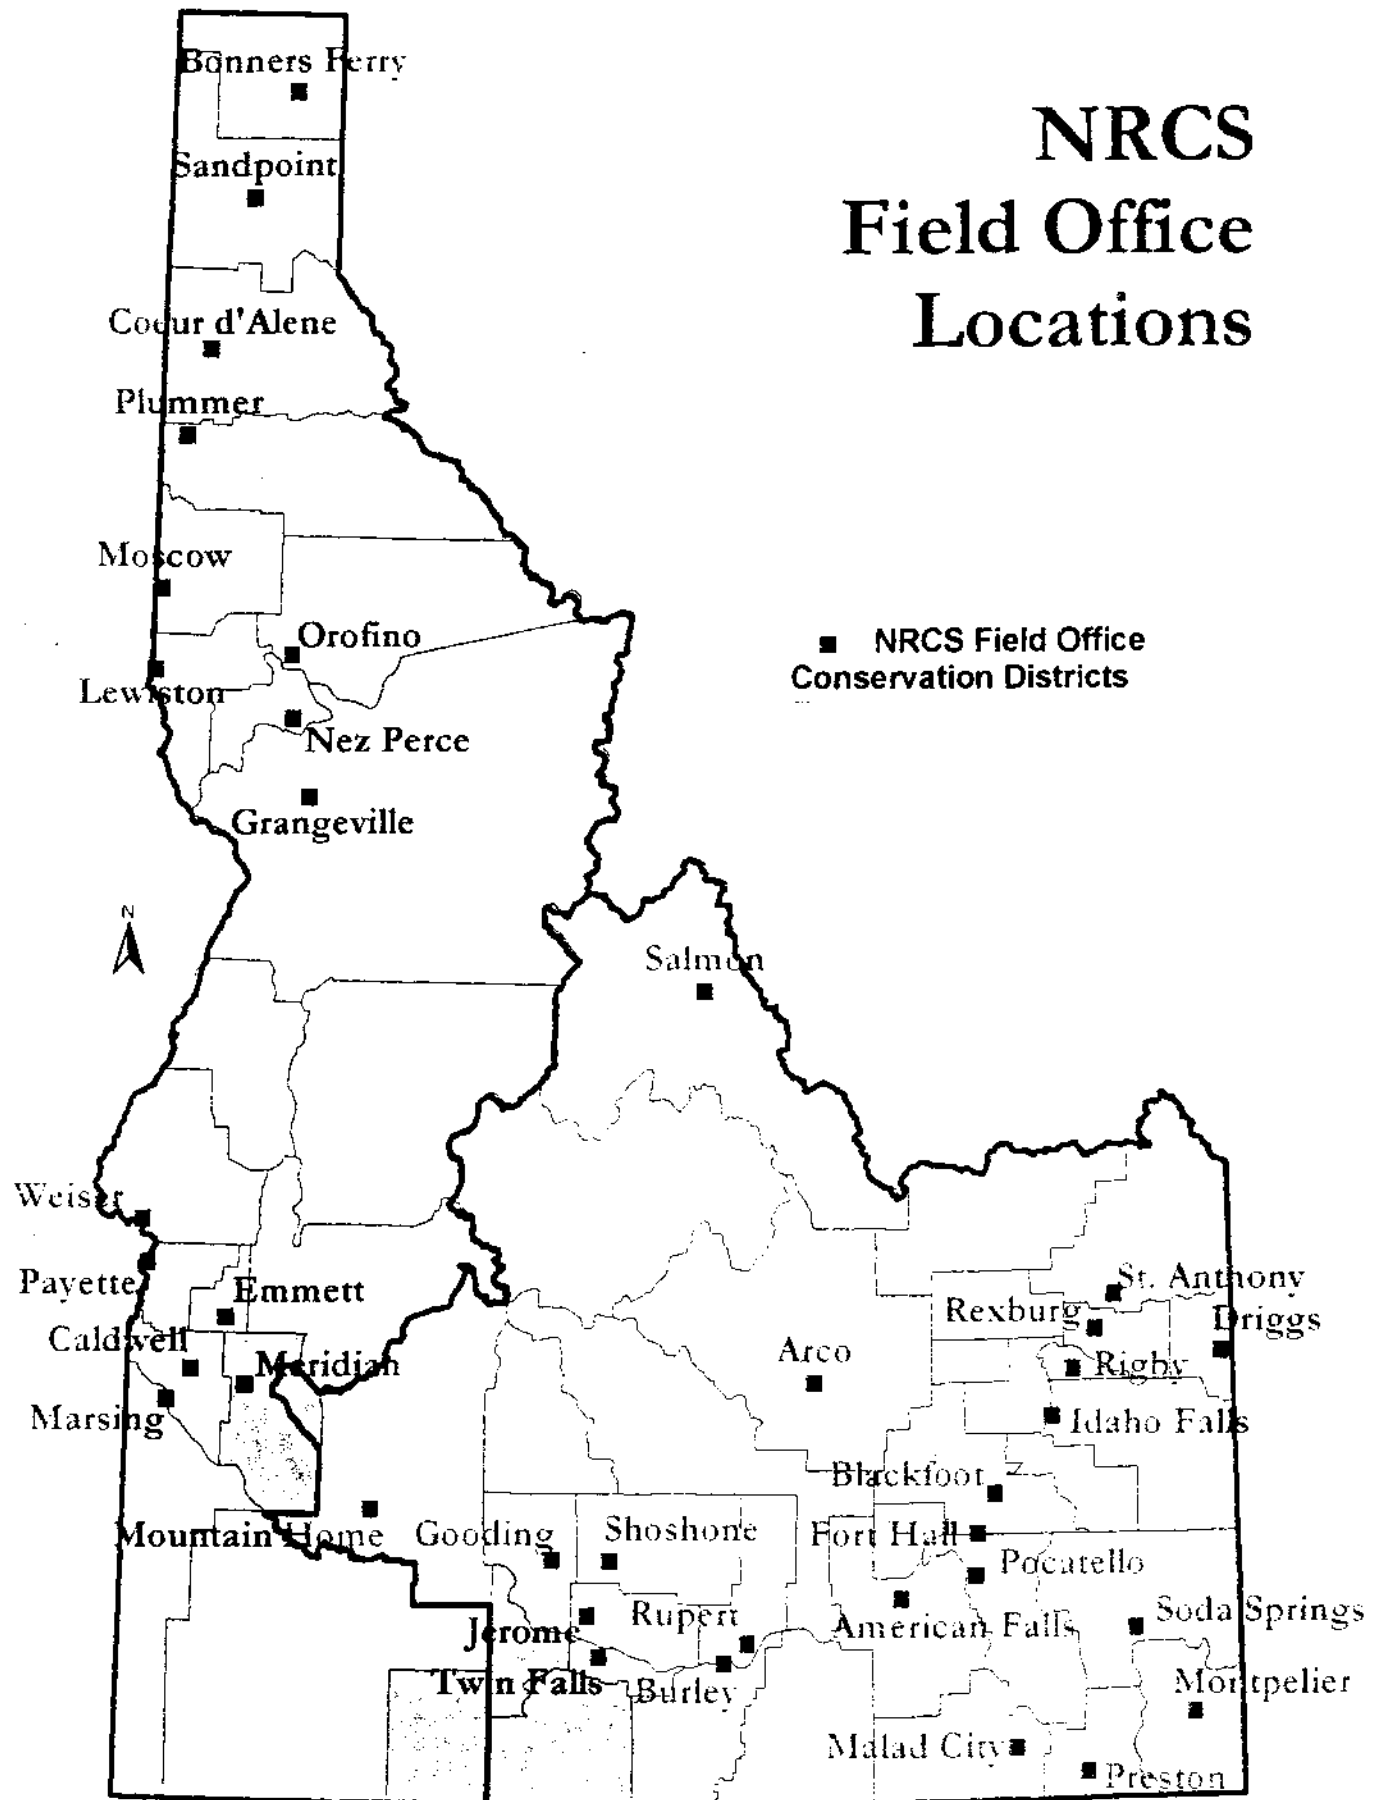 NRCS
Field Office
Locations
Bonners Ferry
Sandpoint
Coeur d'Alene
Plummer
Moscow
Orofino
Lewiston
Nez Perce
Grangeville
NRCS Field Office
Conservation Districts
N
Salmon
Weiser
Payette
Emmett
Caldwell
Meridian
Marsing
St. Anthony
Rexburg
Driggs
Arco
Rigby
Idaho Falls
Blackfoot
Mountain Home
Gooding
Shoshone
Fort Hall
Pocatello
Jerome
Rupert
American Falls
Soda Springs
Twin Falls
Burley
Montpelier
Malad City
Preston